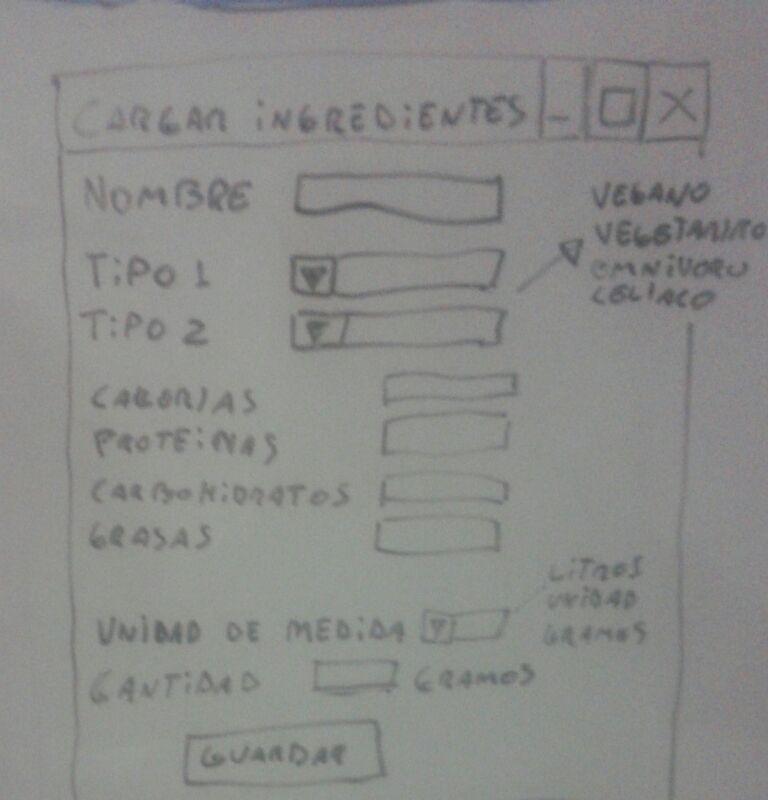 CARGAR INGREDIENTES _ X
NOMBRE
TIPO 1
TIPO 2
VEGANO
VEGETARIANO
OMNIVORO
CELIACO
CALORIAS
PROTEINAS
CARBOHIDRATOS
GRASAS
UNIDAD DE MEDIDA
LITROS
UNIDAD
GRAMOS
CANTIDAD GRAMOS
GUARDAR